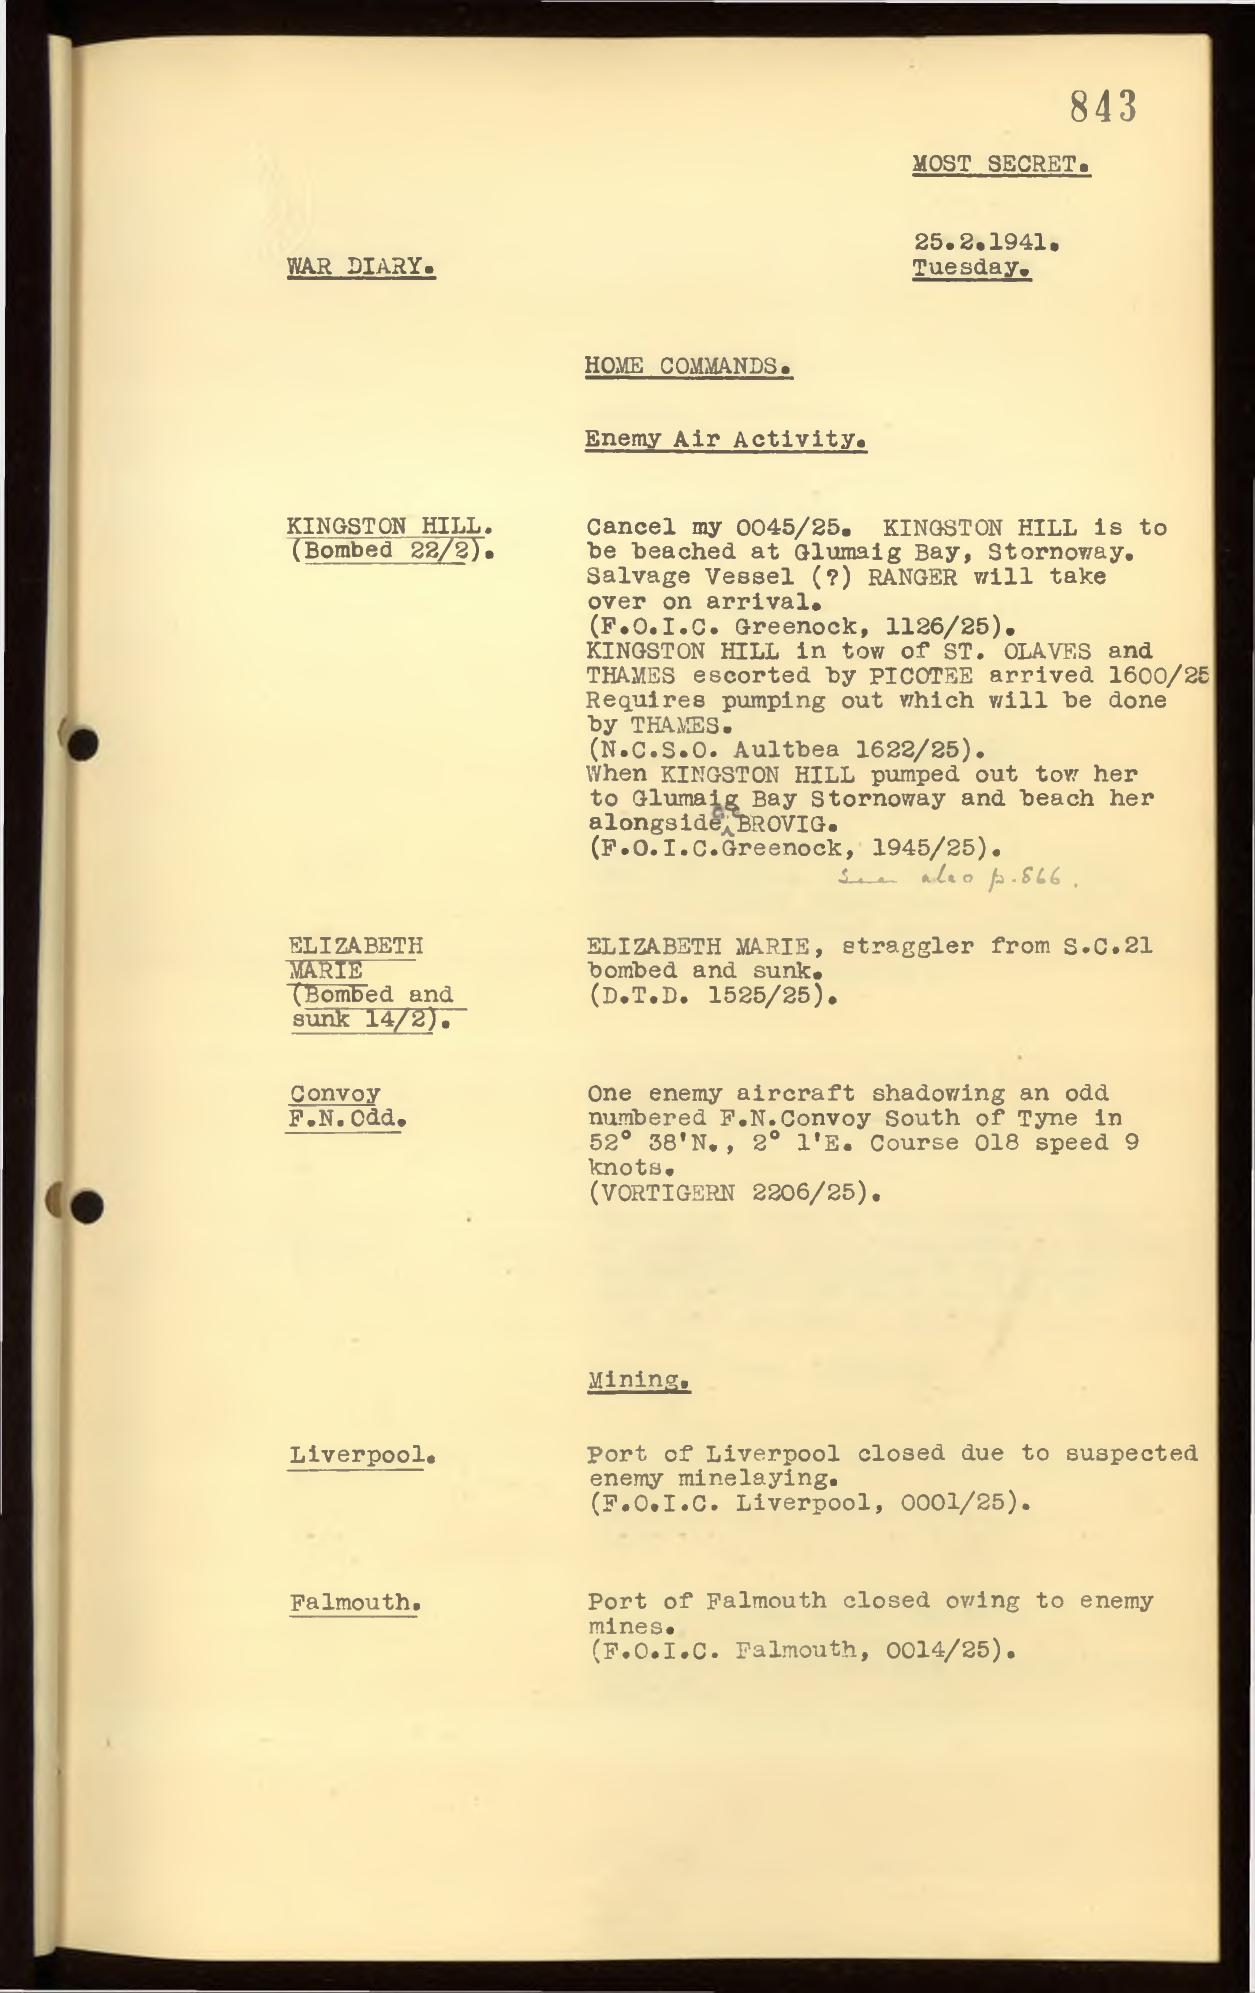 843
MOST SECRET.
25.2.1941.
Tuesday.
WAR DIARY.
HOME COMMANDS.
Enemy Air Activity.
KINGSTON HILL.
(Bombed 22/2).
Cancel my 0045/25. KINGSTON HILL is to
be beached at Glumaig Bay, Stornoway.
Salvage Vessel (?) RANGER will take
over on arrival.
(F.O.I.C. Greenock, 1126/25).
KINGSTON HILL in tow of ST. OLAVES and
THAMES escorted by PICOTEE arrived 1600/25
Requires pumping out which will be done
by THAMES.
(N.C.S.O. Aultbea 1622/25).
When KINGSTON HILL pumped out tow her
to Glumaig Bay Stornoway and beach her
alongside BROVIG.
(F.O.I.C.Greenock, 1945/25).
See also p.866.
ELIZABETH
MARIE
(Bombed and
sunk 14/2).
ELIZABETH MARIE, straggler from S.C.21
bombed and sunk.
(D.T.D. 1525/25).
Convoy
F.N.Odd.
One enemy aircraft shadowing an odd
numbered F.N.Convoy South of Tyne in
52° 38'N., 2° 1'E. Course 018 speed 9
knots.
(VORTIGERN 2206/25).
Mining.
Liverpool.
Port of Liverpool closed due to suspected
enemy minelaying.
(F.O.I.C. Liverpool, 0001/25).
Falmouth.
Port of Falmouth closed owing to enemy
mines.
(F.O.I.C. Falmouth, 0014/25).